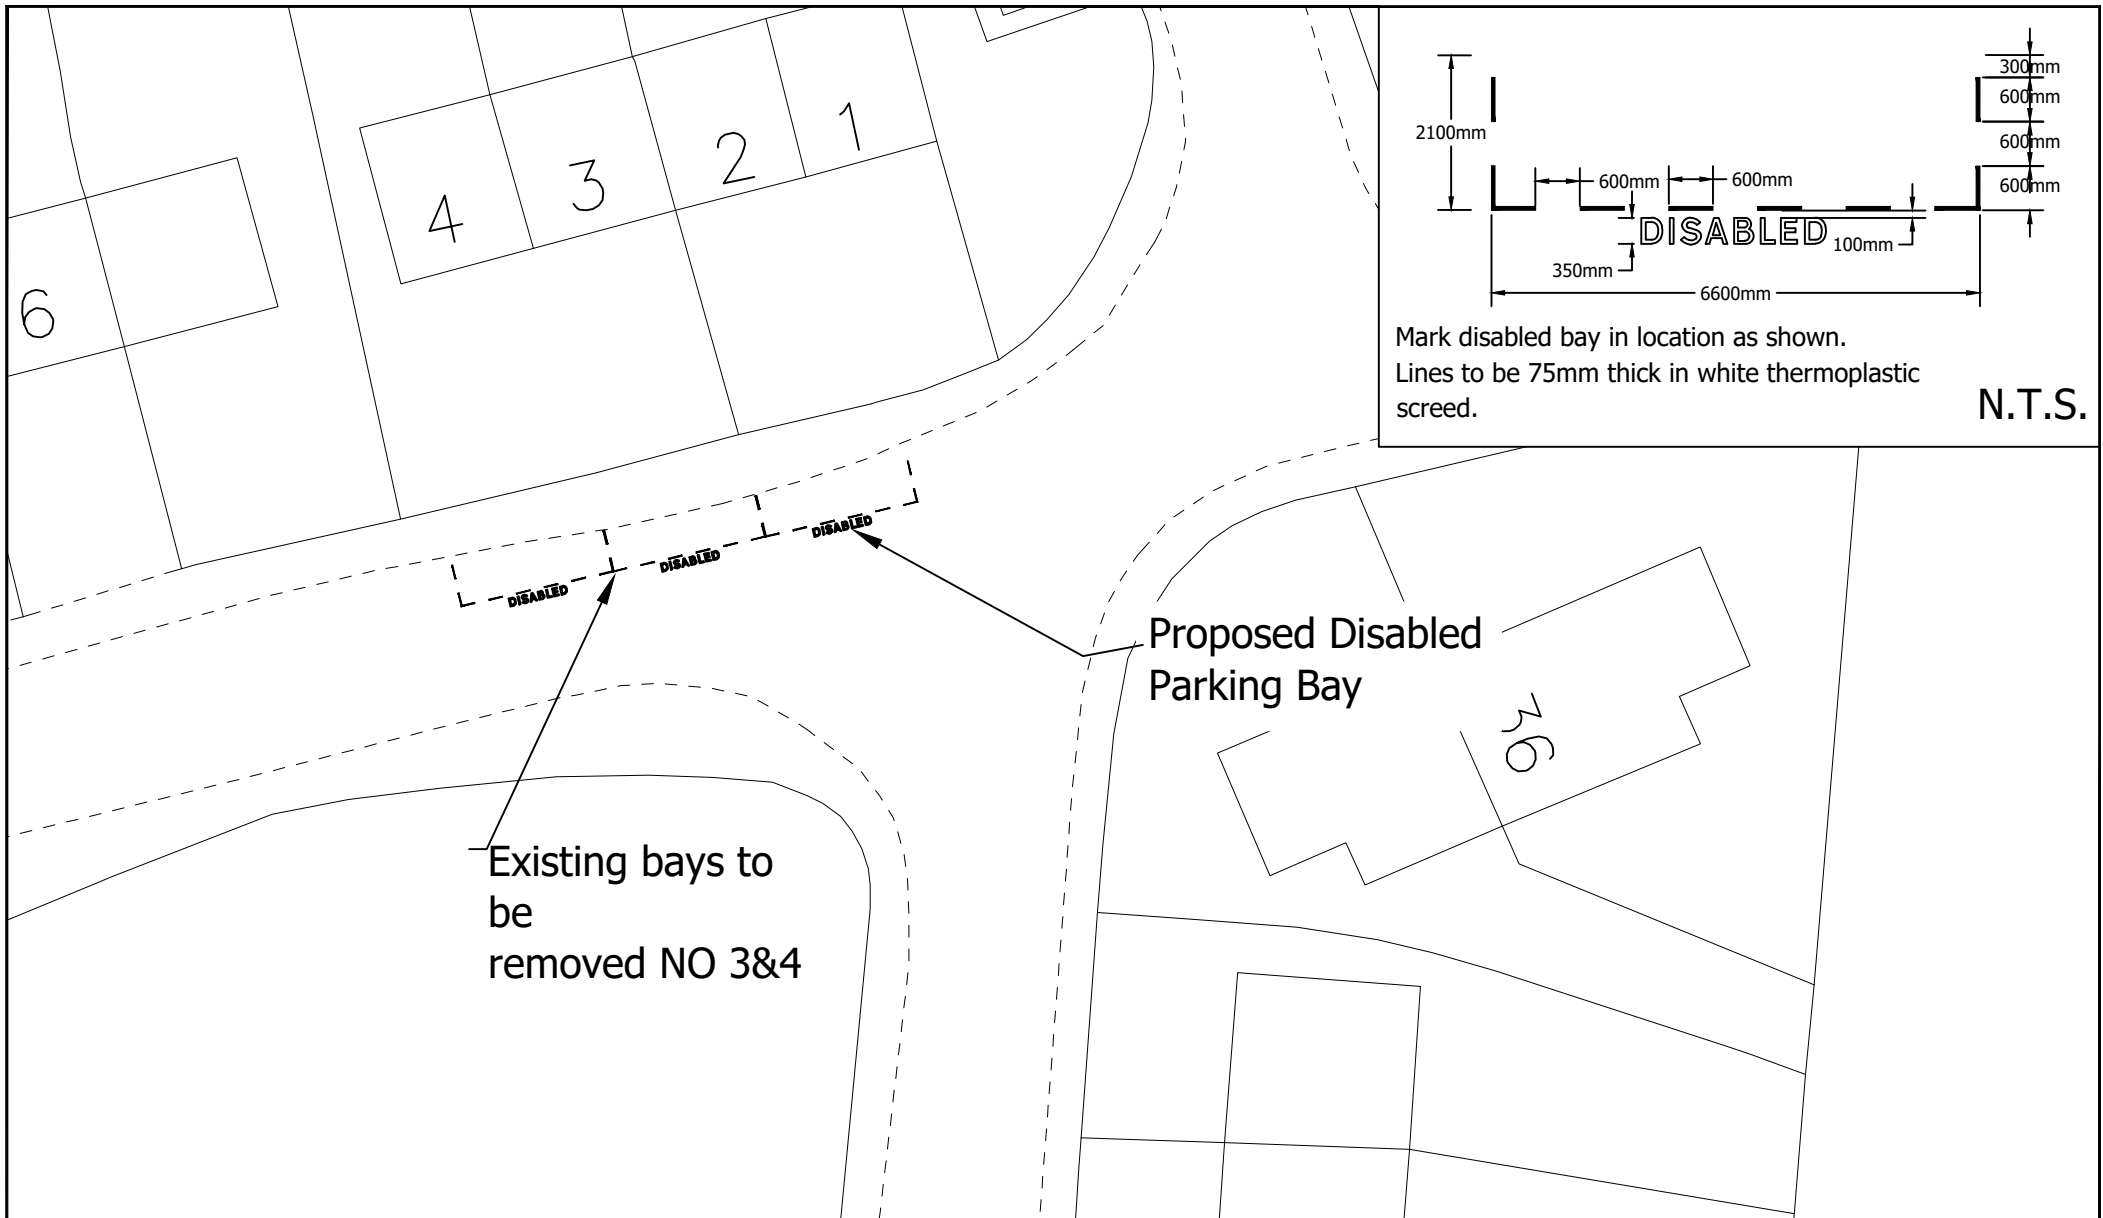 300mm
600mm
2100mm
600mm
600mm
600mm
600mm
DISABLED
100mm
350mm
6600mm
Mark disabled bay in location as shown.
Lines to be 75mm thick in white thermoplastic
screed.
N.T.S.
1
2
3
4
6
DISABLED
DISABLED
DISABLED
Proposed Disabled
Parking Bay
36
Existing bays to
be
removed NO 3&4